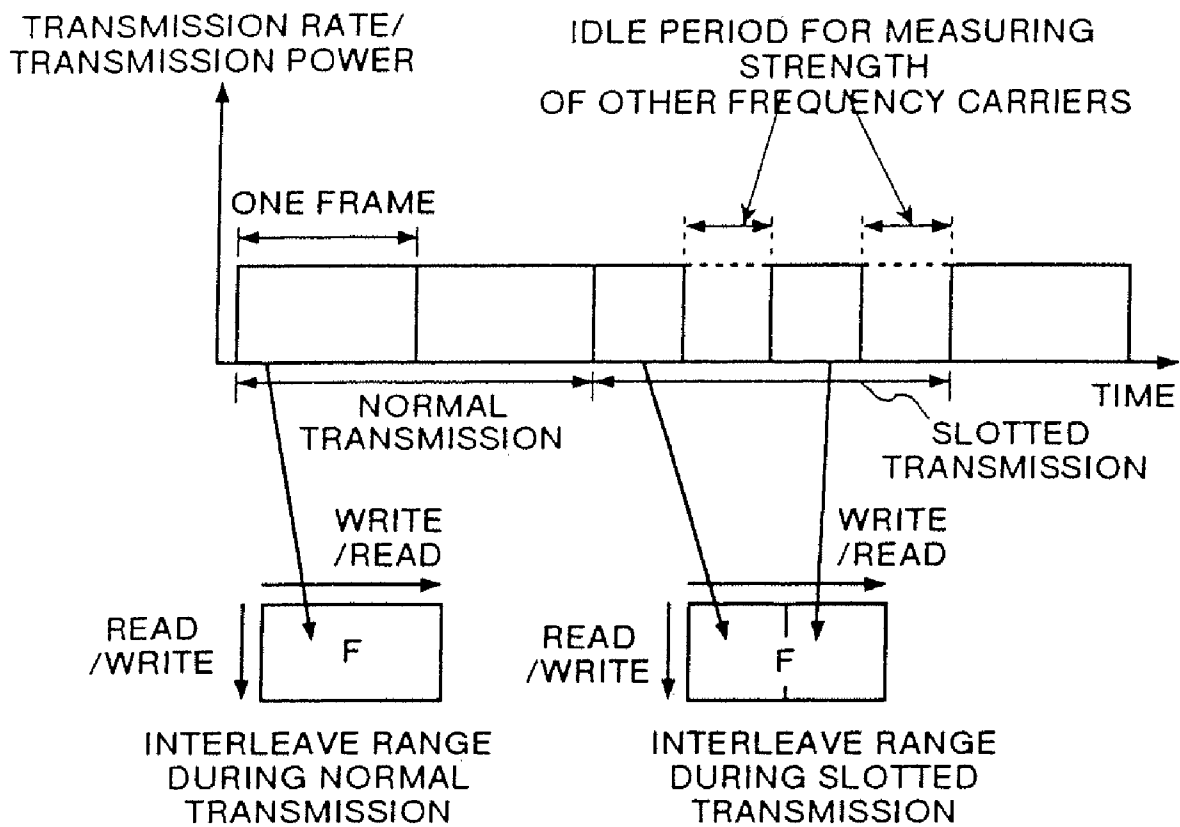 TRANSMISSION RATE/
TRANSMISSION POWER
IDLE PERIOD FOR MEASURING
STRENGTH
OF OTHER FREQUENCY CARRIERS
ONE FRAME
TIME
NORMAL
TRANSMISSION
SLOTTED
TRANSMISSION
WRITE
/READ
READ
/WRITE
F
INTERLEAVE RANGE
DURING NORMAL
TRANSMISSION
WRITE
/READ
READ
/WRITE
F
INTERLEAVE RANGE
DURING SLOTTED
TRANSMISSION